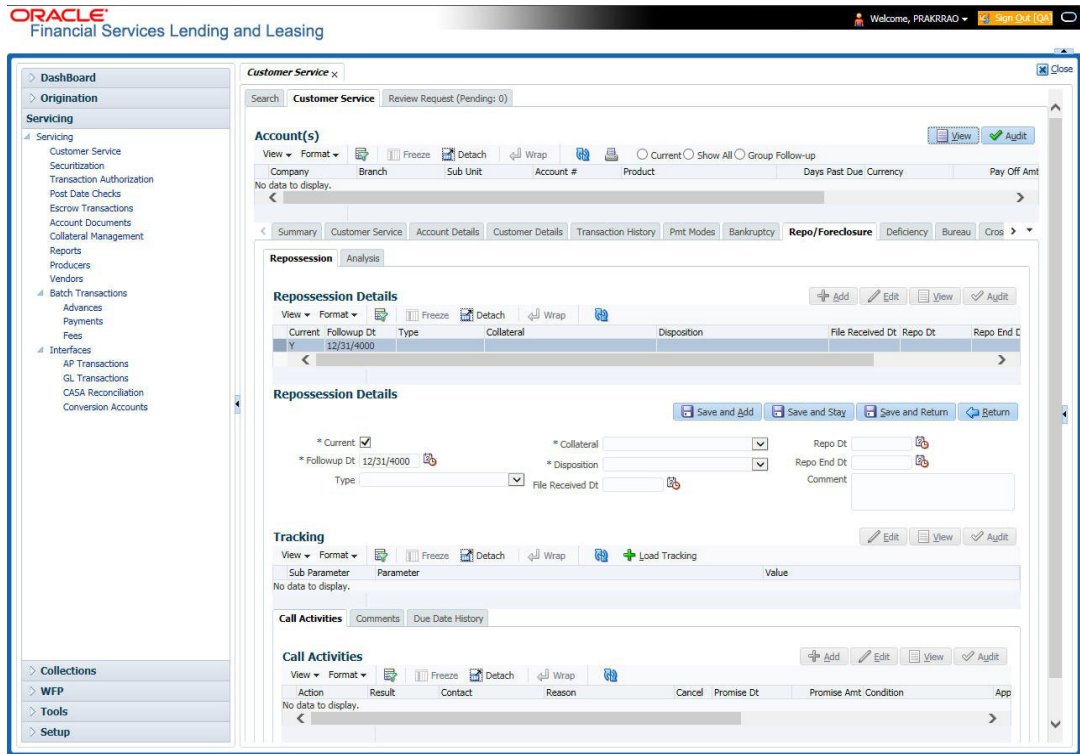 ORACLE
Financial Services Lending and Leasing
Welcome, PRAKRRAO
Sign Out [QA]
Close
DashBoard
Origination
Servicing
Servicing
Customer Service
Securitization
Transaction Authorization
Post Date Checks
Escrow Transactions
Account Documents
Collateral Management
Reports
Producers
Vendors
Batch Transactions
Advances
Payments
Fees
Interfaces
AP Transactions
GL Transactions
CASA Reconciliation
Conversion Accounts
Collections
WFP
Tools
Setup
Customer Service x
Search Customer Service Review Request (Pending: 0)
Account(s) View Audit
View Format Freeze Detach Wrap Current Show All Group Follow-up
Company Branch Sub Unit Account # Product Days Past Due Currency Pay Off Amt
No data to display.
Summary Customer Service Account Details Customer Details Transaction History Pmt Modes Bankruptcy Repo/Foreclosure Deficiency Bureau Cros
Repossession Analysis
Repossession Details Add Edit View Audit
View Format Freeze Detach Wrap
Current Followup Dt Type Collateral Disposition File Received Dt Repo Dt Repo End D
Y 12/31/4000
Repossession Details
Save and Add Save and Stay Save and Return Return
* Current * Collateral Repo Dt
* Followup Dt 12/31/4000 * Disposition Repo End Dt
Type File Received Dt Comment
Tracking Edit View Audit
View Format Freeze Detach Wrap Load Tracking
Sub Parameter Parameter Value
No data to display.
Call Activities Comments Due Date History
Call Activities Add Edit View Audit
View Format Freeze Detach Wrap
Action Result Contact Reason Cancel Promise Dt Promise Amt Condition App
No data to display.